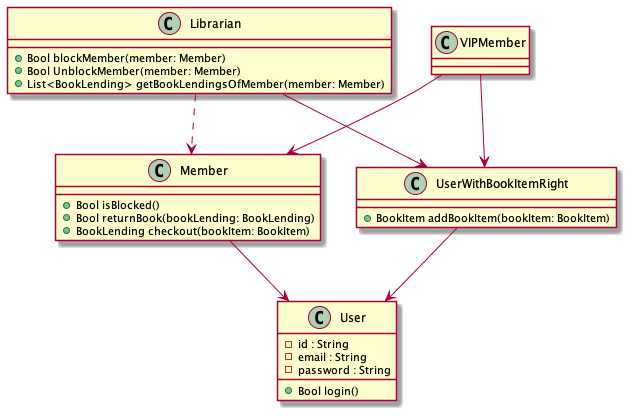 C Librarian
Bool blockMember(member: Member)
Bool UnblockMember(member: Member)
List<BookLending> getBookLendingsOfMember(member: Member)
C VIPMember
C Member
Bool isBlocked()
Bool returnBook(bookLending: BookLending)
BookLending checkout(bookItem: BookItem)
C UserWithBookItemRight
BookItem addBookItem(bookItem: BookItem)
C User
id : String
email : String
password : String
Bool login()